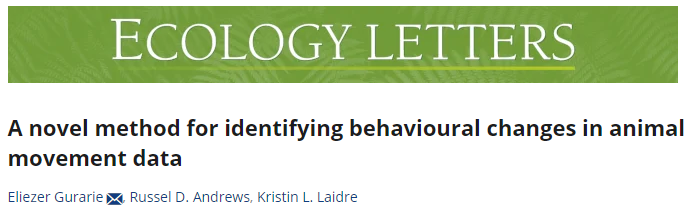 ECOLOGY LETTERS
A novel method for identifying behavioural changes in animal
movement data
Eliezer Gurarie, Russel D. Andrews, Kristin L. Laidre